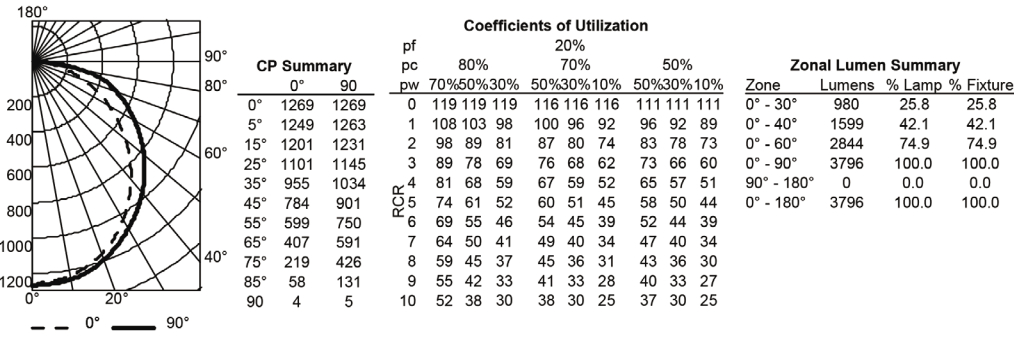 180°
90°
80°
60°
40°
200
400
600
800
1000
1200
0° 20°
0° 90°
CP Summary
0° 90
0° 1269 1269
5° 1249 1263
15° 1201 1231
25° 1101 1145
35° 955 1034
45° 784 901
55° 599 750
65° 407 591
75° 219 426
85° 58 131
90 4 5
Coefficients of Utilization
pf 20%
pc 80% 70% 50%
pw 70%50%30% 50%30%10% 50%30%10%
RCR
0 119 119 119 116 116 116 111 111 111
1 108 103 98 100 96 92 96 92 89
2 98 89 81 87 80 74 83 78 73
3 89 78 69 76 68 62 73 66 60
4 81 68 59 67 59 52 65 57 51
5 74 61 52 60 51 45 58 50 44
6 69 55 46 54 45 39 52 44 39
7 64 50 41 49 40 34 47 40 34
8 59 45 37 45 36 31 43 36 30
9 55 42 33 41 33 28 40 33 27
10 52 38 30 38 30 25 37 30 25
Zonal Lumen Summary
Zone Lumens % Lamp % Fixture
0° - 30° 980 25.8 25.8
0° - 40° 1599 42.1 42.1
0° - 60° 2844 74.9 74.9
0° - 90° 3796 100.0 100.0
90° - 180° 0 0.0 0.0
0° - 180° 3796 100.0 100.0